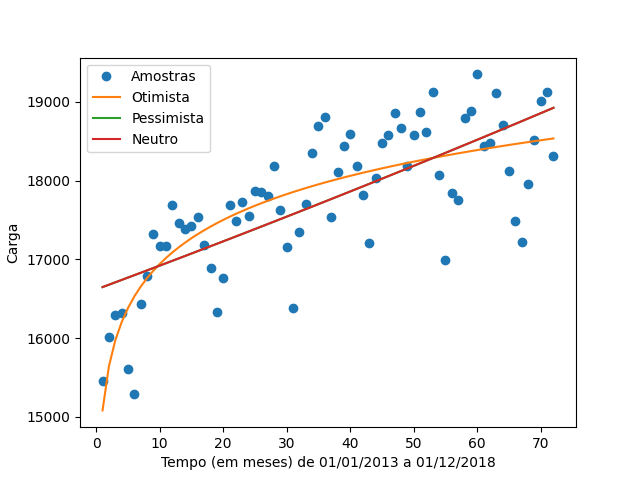 Amostras
Otimista
Pessimista
Neutro
19000
18000
17000
16000
15000
Carga
0 10 20 30 40 50 60 70
Tempo (em meses) de 01/01/2013 a 01/12/2018